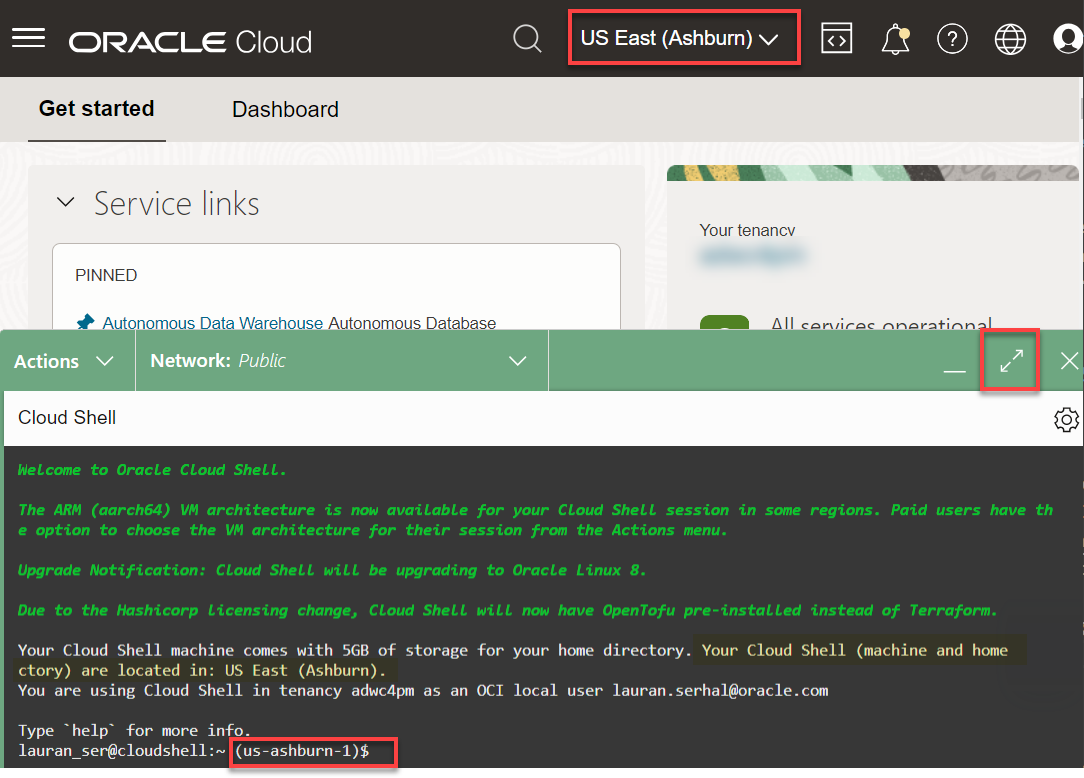 ORACLE Cloud
US East (Ashburn)
Get started
Dashboard
Service links
Your tenancy
PINNED
Autonomous Data Warehouse Autonomous Database
All services operational
Actions
Network: Public
Cloud Shell
Welcome to Oracle Cloud Shell.
The ARM (aarch64) VM architecture is now available for your Cloud Shell session in some regions. Paid users have th
e option to choose the VM architecture for their session from the Actions menu.
Upgrade Notification: Cloud Shell will be upgrading to Oracle Linux 8.
Due to the Hashicorp licensing change, Cloud Shell will now have OpenTofu pre-installed instead of Terraform.
Your Cloud Shell machine comes with 5GB of storage for your home directory. Your Cloud Shell (machine and home
ctory) are located in: US East (Ashburn).
You are using Cloud Shell in tenancy adwc4pm as an OCI local user lauran.serhal@oracle.com
Type `help` for more info.
lauran_ser@cloudshell:~ (us-ashburn-1)$